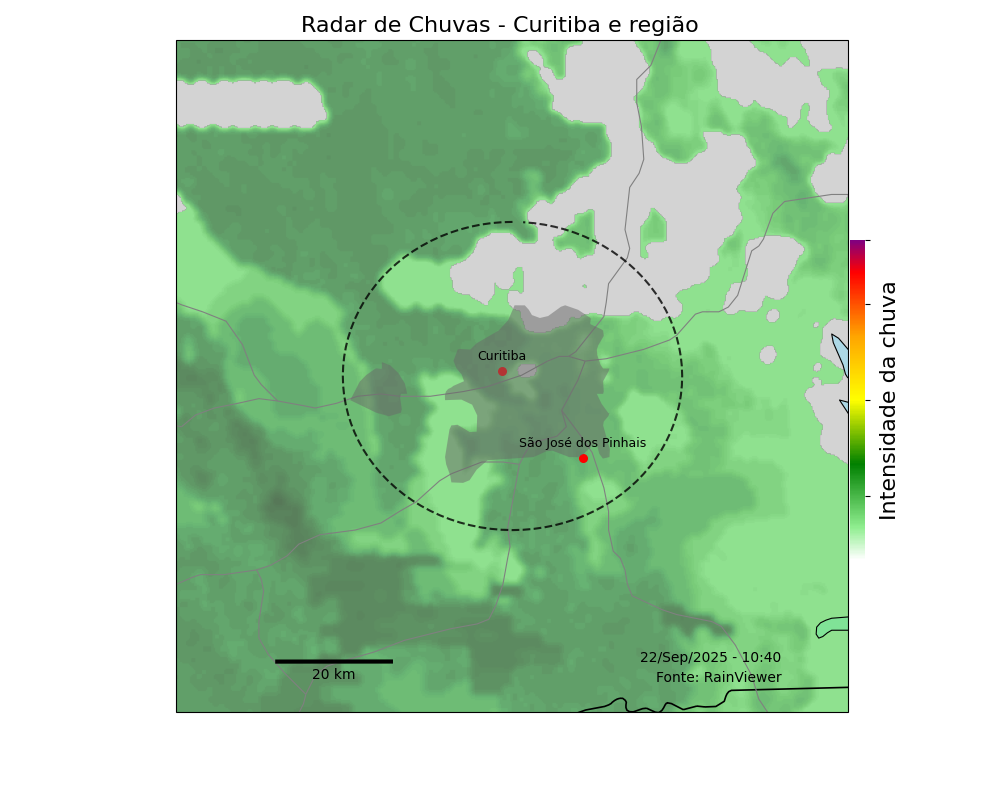 Radar de Chuvas - Curitiba e região
Curitiba
São José dos Pinhais
Intensidade da chuva
20 km
22/Sep/2025 - 10:40
Fonte: RainViewer